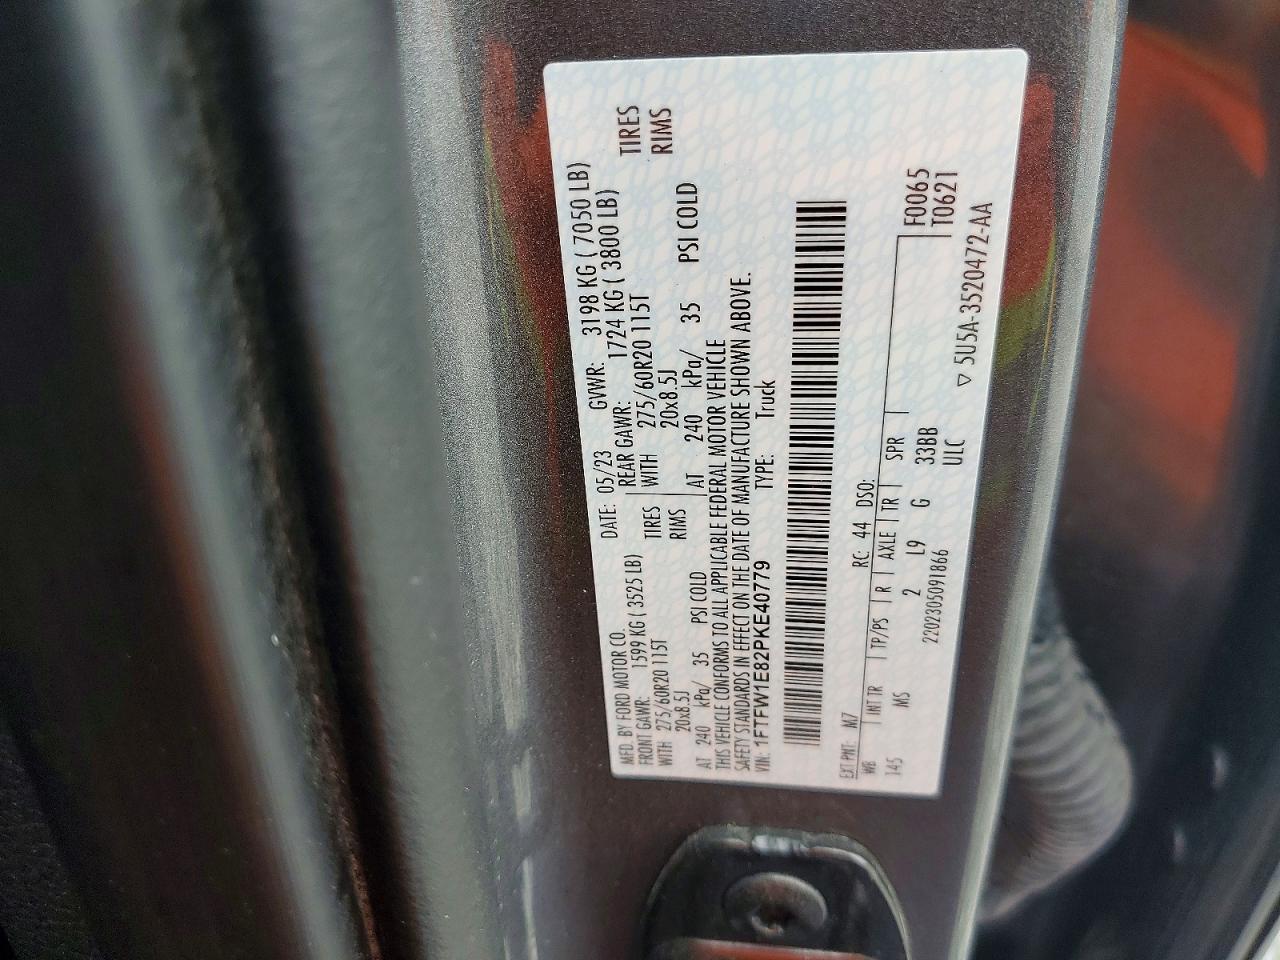 MFD. BY FORD MOTOR CO.
DATE: 05/23 GVWR: 3198 KG ( 7050 LB)
FRONT GAWR: 1599 KG ( 3525 LB) REAR GAWR: 1724 KG ( 3800 LB)
WITH 275/60R20 115T TIRES WITH 275/60R20 115T TIRES
20x8.5J RIMS 20x8.5J RIMS
AT 240 kPa/ 35 PSI COLD AT 240 kPa/ 35 PSI COLD
THIS VEHICLE CONFORMS TO ALL APPLICABLE FEDERAL MOTOR VEHICLE
SAFETY STANDARDS IN EFFECT ON THE DATE OF MANUFACTURE SHOWN ABOVE.
VIN: 1FTFW1E82PKE40779 TYPE: Truck
EXT PNT: M7 RC: 44 DSO:
WB INT TR TP/PS R AXLE TR SPR F0065
145 MS 2 L9 G 33BB T0621
2202305091866 ULC
▽ 5U5A-3520472-AA